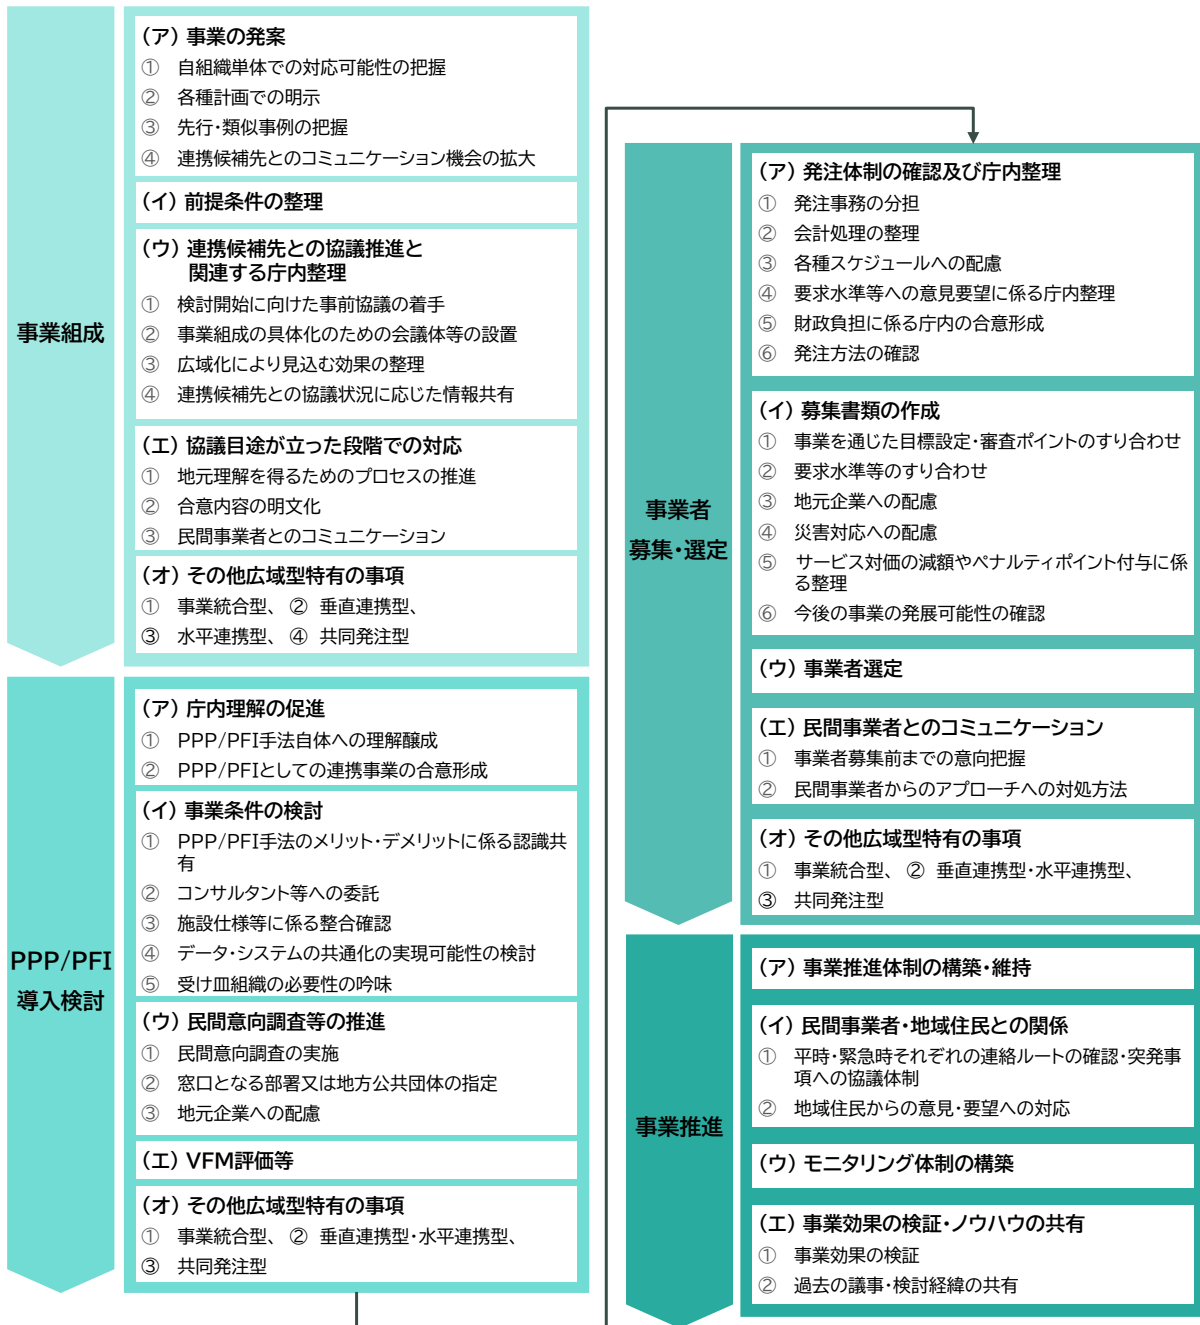 事業組成
(ア) 事業の発案
① 自組織単体での対応可能性の把握
② 各種計画での明示
③ 先行・類似事例の把握
④ 連携候補先とのコミュニケーション機会の拡大
(イ) 前提条件の整理
(ウ) 連携候補先との協議推進と
関連する庁内整理
① 検討開始に向けた事前協議の着手
② 事業組成の具体化のための会議体等の設置
③ 広域化により見込む効果の整理
④ 連携候補先との協議状況に応じた情報共有
(エ) 協議目途が立った段階での対応
① 地元理解を得るためのプロセスの推進
② 合意内容の明文化
③ 民間事業者とのコミュニケーション
(オ) その他広域型特有の事項
① 事業統合型、 ② 垂直連携型、
③ 水平連携型、 ④ 共同発注型
PPP/PFI
導入検討
(ア) 庁内理解の促進
① PPP/PFI手法自体への理解醸成
② PPP/PFIとしての連携事業の合意形成
(イ) 事業条件の検討
① PPP/PFI手法のメリット・デメリットに係る認識共
有
② コンサルタント等への委託
③ 施設仕様等に係る整合確認
④ データ・システムの共通化の実現可能性の検討
⑤ 受け皿組織の必要性の吟味
(ウ) 民間意向調査等の推進
① 民間意向調査の実施
② 窓口となる部署又は地方公共団体の指定
③ 地元企業への配慮
(エ) VFM評価等
(オ) その他広域型特有の事項
① 事業統合型、 ② 垂直連携型・水平連携型、
③ 共同発注型
事業者
募集・選定
(ア) 発注体制の確認及び庁内整理
① 発注事務の分担
② 会計処理の整理
③ 各種スケジュールへの配慮
④ 要求水準等への意見要望に係る庁内整理
⑤ 財政負担に係る庁内の合意形成
⑥ 発注方法の確認
(イ) 募集書類の作成
① 事業を通じた目標設定・審査ポイントのすり合わせ
② 要求水準等のすり合わせ
③ 地元企業への配慮
④ 災害対応への配慮
⑤ サービス対価の減額やペナルティポイント付与に係
る整理
⑥ 今後の事業の発展可能性の確認
(ウ) 事業者選定
(エ) 民間事業者とのコミュニケーション
① 事業者募集前までの意向把握
② 民間事業者からのアプローチへの対処方法
(オ) その他広域型特有の事項
① 事業統合型、 ② 垂直連携型・水平連携型、
③ 共同発注型
事業推進
(ア) 事業推進体制の構築・維持
(イ) 民間事業者・地域住民との関係
① 平時・緊急時それぞれの連絡ルートの確認・突発事
項への協議体制
② 地域住民からの意見・要望への対応
(ウ) モニタリング体制の構築
(エ) 事業効果の検証・ノウハウの共有
① 事業効果の検証
② 過去の議事・検討経緯の共有